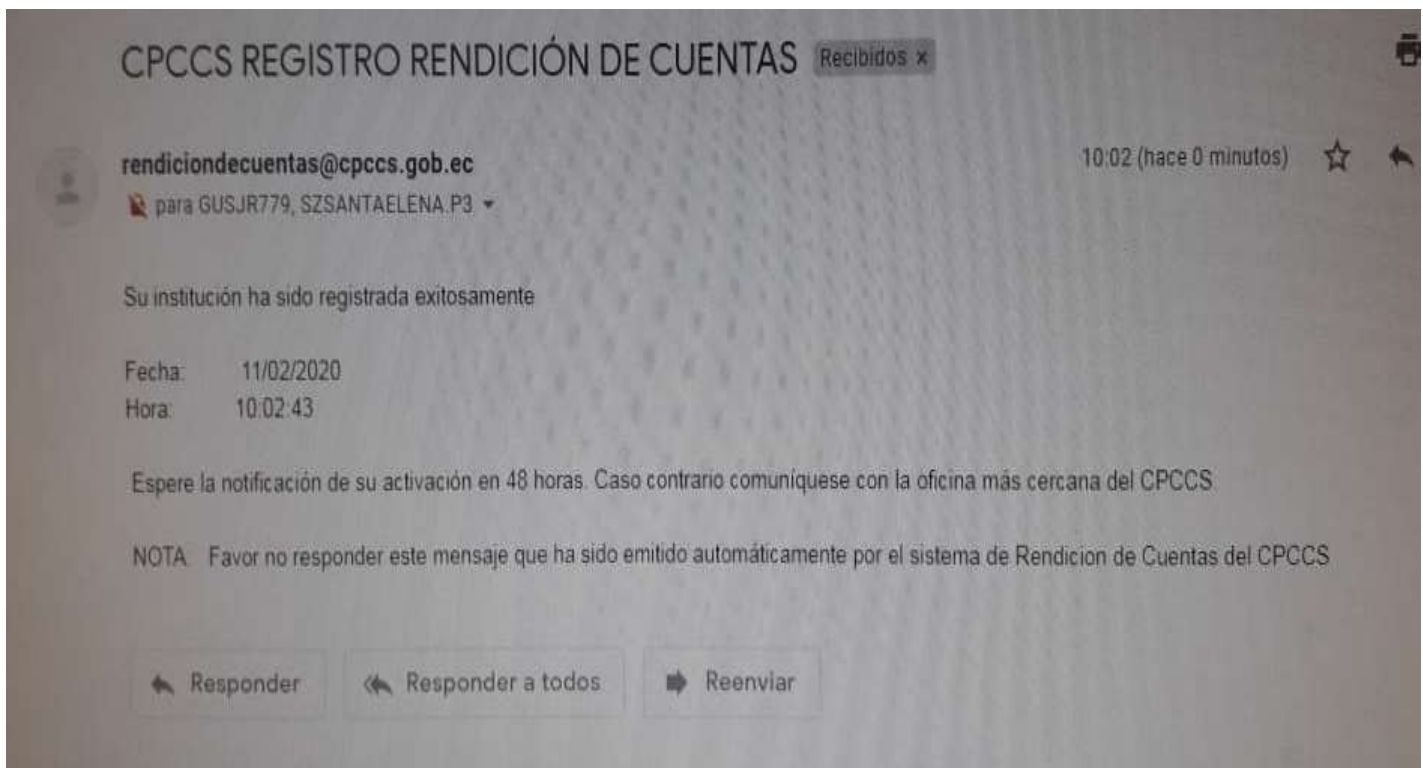 CPCCS REGISTRO RENDICIÓN DE CUENTAS Recibidos x
rendiciondecuentas@cpccs.gob.ec 10:02 (hace 0 minutos)
para GUSJR779, SZSANTAELENA.P3
Su institución ha sido registrada exitosamente
Fecha: 11/02/2020
Hora: 10:02:43
Espere la notificación de su activación en 48 horas. Caso contrario comuníquese con la oficina más cercana del CPCCS
NOTA: Favor no responder este mensaje que ha sido emitido automáticamente por el sistema de Rendicion de Cuentas del CPCCS
Responder Responder a todos Reenviar